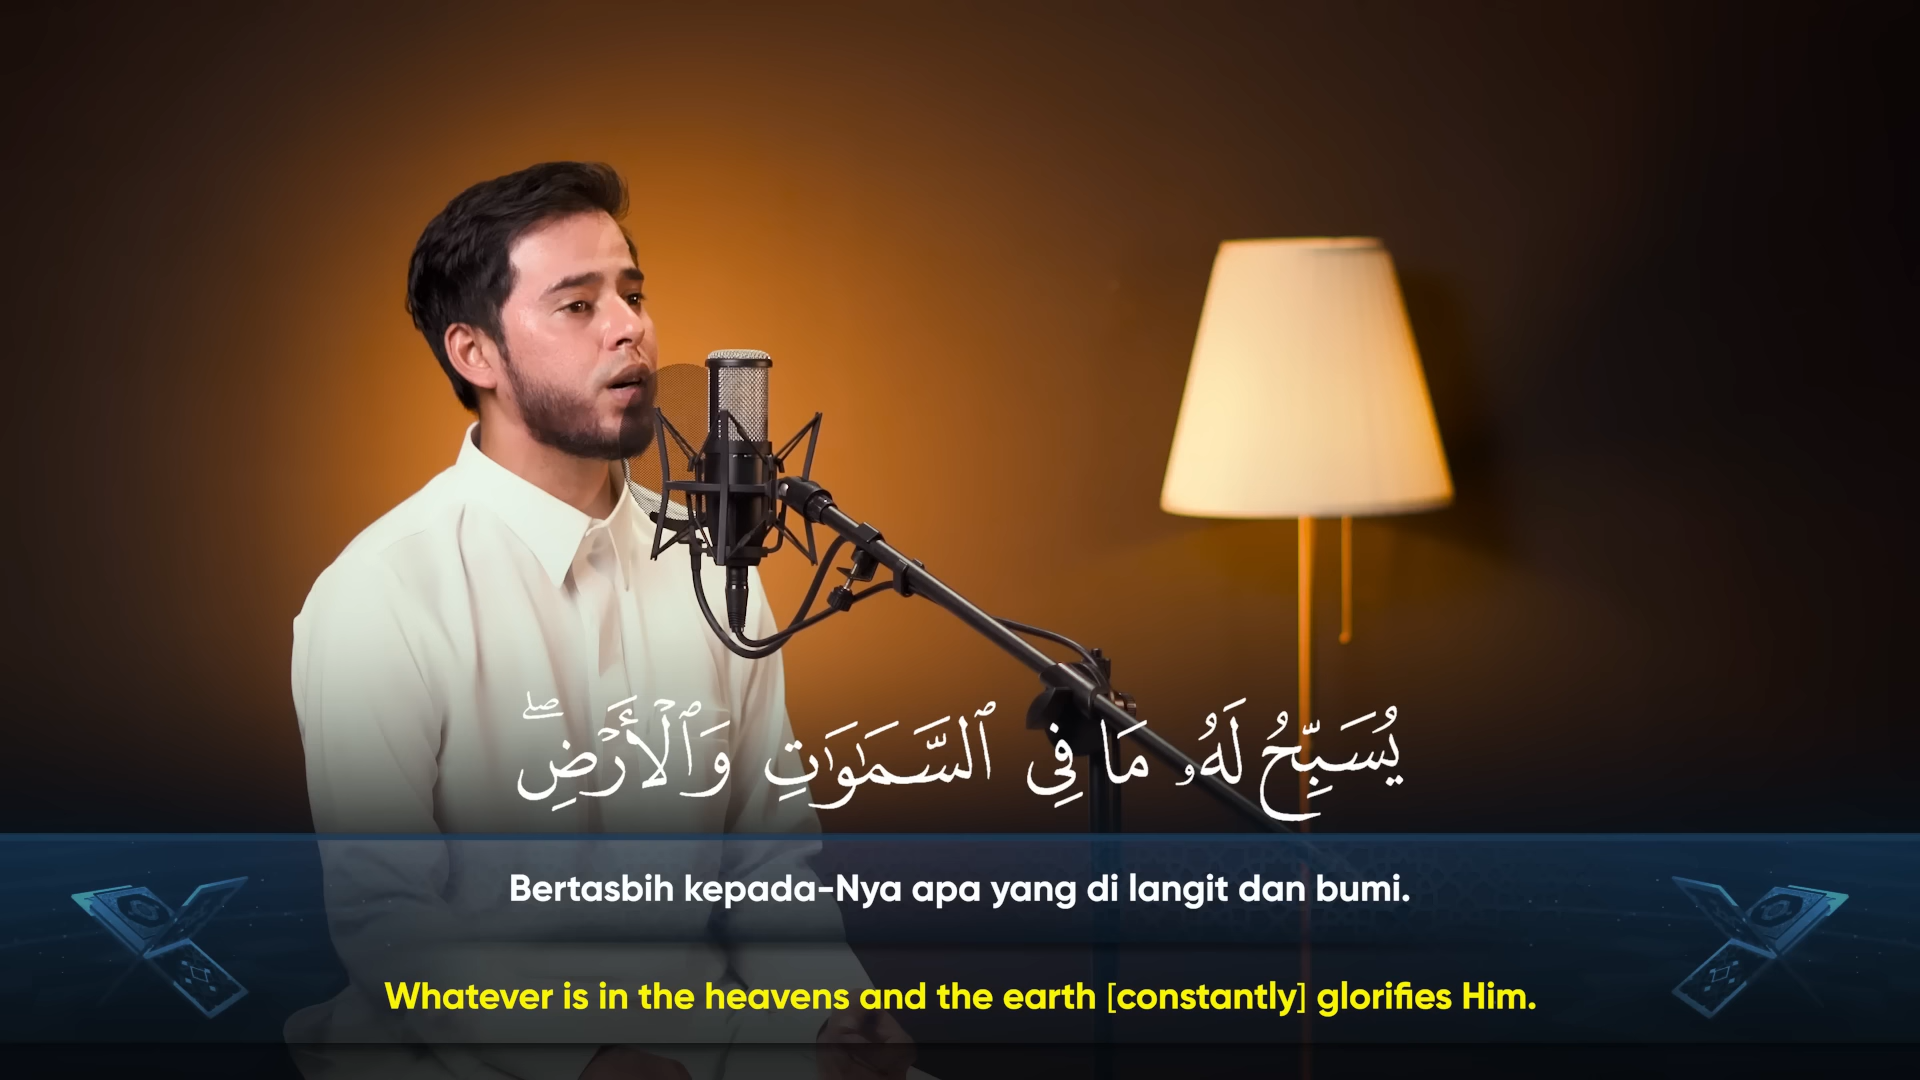 يُسَبِّحُ لَهُۥ مَا فِى ٱلسَّمَـٰوَٰتِ وَٱلْأَرْضِ ۖ
Bertasbih kepada-Nya apa yang di langit dan bumi.
Whatever is in the heavens and the earth [constantly] glorifies Him.